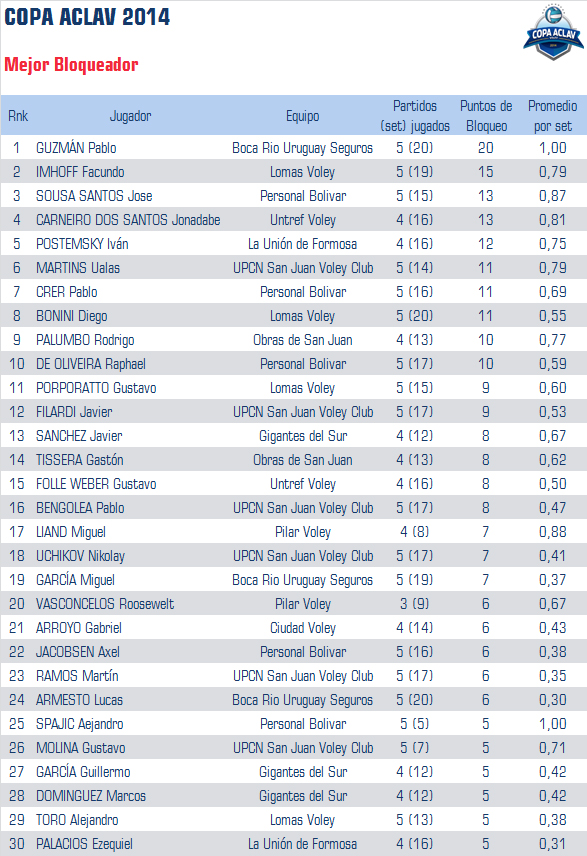 COPA ACLAV 2014
COPA ACLAV
Mejor Bloqueador
Rnk Jugador Equipo Partidos (set) jugados Puntos de Bloqueo Promedio por set
1 GUZMÁN Pablo Boca Rio Uruguay Seguros 5 (20) 20 1,00
2 IMHOFF Facundo Lomas Voley 5 (19) 15 0,79
3 SOUSA SANTOS Jose Personal Bolivar 5 (15) 13 0,87
4 CARNEIRO DOS SANTOS Jonadabe Untref Voley 4 (16) 13 0,81
5 POSTEMSKY Iván La Unión de Formosa 4 (16) 12 0,75
6 MARTINS Ualas UPCN San Juan Voley Club 5 (14) 11 0,79
7 CRER Pablo Personal Bolivar 5 (16) 11 0,69
8 BONINI Diego Lomas Voley 5 (20) 11 0,55
9 PALUMBO Rodrigo Obras de San Juan 4 (13) 10 0,77
10 DE OLIVEIRA Raphael Personal Bolivar 5 (17) 10 0,59
11 PORPORATTO Gustavo Lomas Voley 5 (15) 9 0,60
12 FILARDI Javier UPCN San Juan Voley Club 5 (17) 9 0,53
13 SANCHEZ Javier Gigantes del Sur 4 (12) 8 0,67
14 TISSERA Gastón Obras de San Juan 4 (13) 8 0,62
15 FOLLE WEBER Gustavo Untref Voley 4 (16) 8 0,50
16 BENGOLEA Pablo UPCN San Juan Voley Club 5 (17) 8 0,47
17 LIAND Miguel Pilar Voley 4 (8) 7 0,88
18 UCHIKOV Nikolay UPCN San Juan Voley Club 5 (17) 7 0,41
19 GARCÍA Miguel Boca Rio Uruguay Seguros 5 (19) 7 0,37
20 VASCONCELOS Roosewelt Pilar Voley 3 (9) 6 0,67
21 ARROYO Gabriel Ciudad Voley 4 (14) 6 0,43
22 JACOBSEN Axel Personal Bolivar 5 (16) 6 0,38
23 RAMOS Martín UPCN San Juan Voley Club 5 (17) 6 0,35
24 ARMESTO Lucas Boca Rio Uruguay Seguros 5 (20) 6 0,30
25 SPAJIC Aejandro Personal Bolivar 5 (5) 5 1,00
26 MOLINA Gustavo UPCN San Juan Voley Club 5 (7) 5 0,71
27 GARCÍA Guillermo Gigantes del Sur 4 (12) 5 0,42
28 DOMINGUEZ Marcos Gigantes del Sur 4 (12) 5 0,42
29 TORO Alejandro Lomas Voley 5 (13) 5 0,38
30 PALACIOS Ezequiel La Unión de Formosa 4 (16) 5 0,31